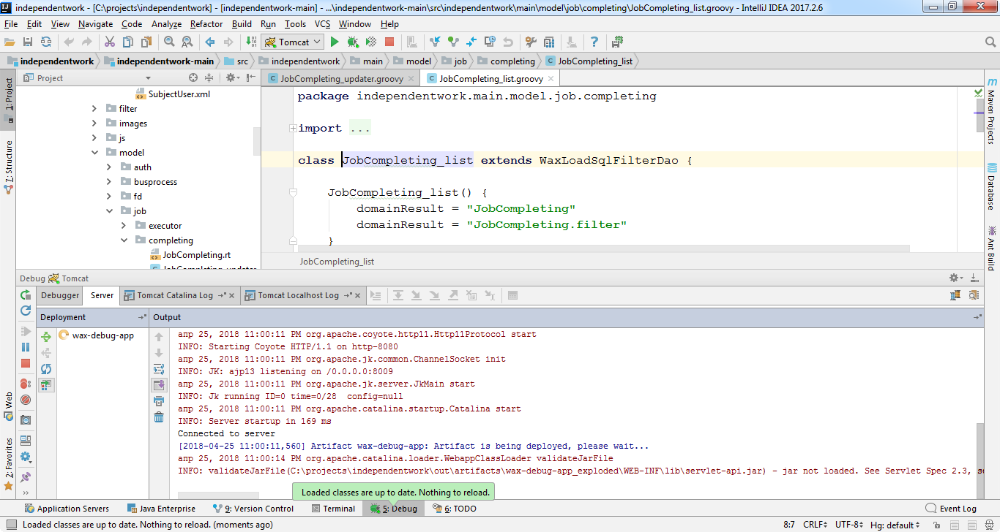 independentwork - [C:\projects\independentwork] - [independentwork-main] - ...\independentwork-main\src\independetwork\main\model\job\completing\JobCompleting_list.groovy - IntelliJ IDEA 2017.2.6
File Edit View Navigate Code Analyze Refactor Build Run Tools VCS Window Help
Tomcat
independentwork independentwork-main src independentwork main model job completing JobCompleting_list
1: Project
7: Structure
Web
2: Favorites
Project
SubjectUser.xml
filter
images
js
model
auth
busprocess
fd
job
executor
completing
JobCompleting.rt
JobCompleting_updater.groovy
JobCompleting_list.groovy
package independentwork.main.model.job.completing
import ...
class JobCompleting_list extends WaxLoadSqlFilterDao {
JobCompleting_list() {
domainResult = "JobCompleting"
domainResult = "JobCompleting.filter"
}
JobCompleting_list
Maven Projects
Database
Ant Build
Debug Tomcat
Debugger Server Tomcat Catalina Log Tomcat Localhost Log
Deployment
wax-debug-app
Output
апр 25, 2018 11:00:11 PM org.apache.coyote.http11.Http11Protocol start
INFO: Starting Coyote HTTP/1.1 on http-8080
апр 25, 2018 11:00:11 PM org.apache.jk.common.ChannelSocket init
INFO: JK: ajp13 listening on /0.0.0.0:8009
апр 25, 2018 11:00:11 PM org.apache.jk.server.JkMain start
INFO: Jk running ID=0 time=0/28  config=null
апр 25, 2018 11:00:11 PM org.apache.catalina.startup.Catalina start
INFO: Server startup in 169 ms
Connected to server
[2018-04-25 11:00:11,560] Artifact wax-debug-app: Artifact is being deployed, please wait...
апр 25, 2018 11:00:14 PM org.apache.catalina.loader.WebappClassLoader validateJarFile
INFO: validateJarFile(C:\projects\independetwork\out\artifacts\wax-debug-app_exploded\WEB-INF\lib\servlet-api.jar) - jar not loaded. See Servlet Spec 2.3, se
Loaded classes are up to date. Nothing to reload.
Application Servers Java Enterprise 9: Version Control Terminal 5: Debug 6: TODO Event Log
Loaded classes are up to date. Nothing to reload. (moments ago) 8:7 CRLF UTF-8 Hg: default